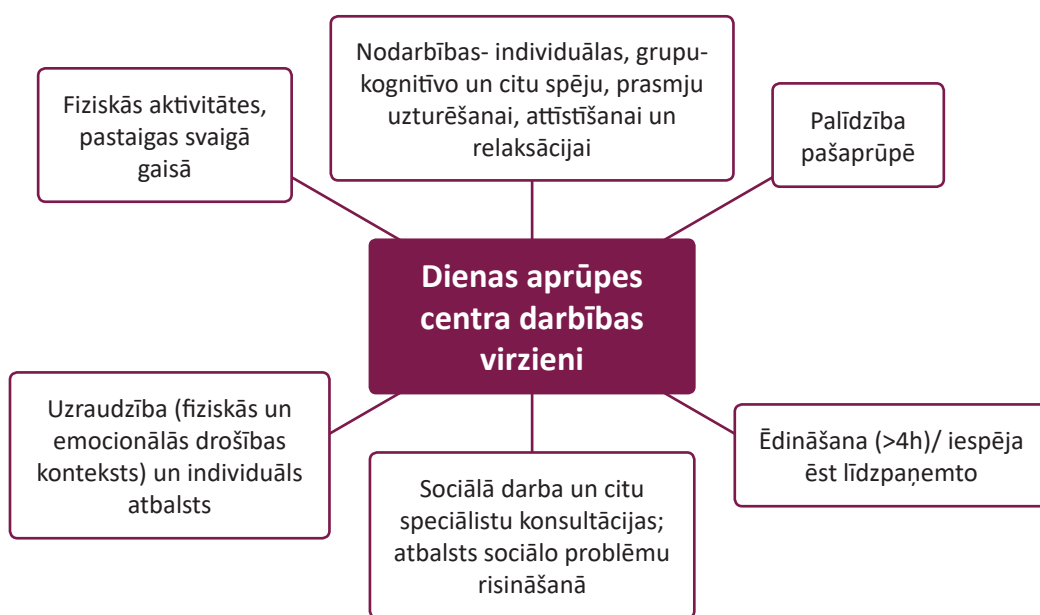 Nodarbības- individuālas, grupu-
kognitīvo un citu spēju, prasmju
uzturēšanai, attīstīšanai un
relaksācijai
Fiziskās aktivitātes,
pastaigas svaigā
gaisā
Palīdzība
pašaprūpē
Dienas aprūpes
centra darbības
virzieni
Uzraudzība (fiziskās un
emocionālās drošības
konteksts) un individuāls
atbalsts
Sociālā darba un citu
speciālistu konsultācijas;
atbalsts sociālo problēmu
risināšanā
Ēdināšana (>4h)/ iespēja
ēst līdzpaņemto